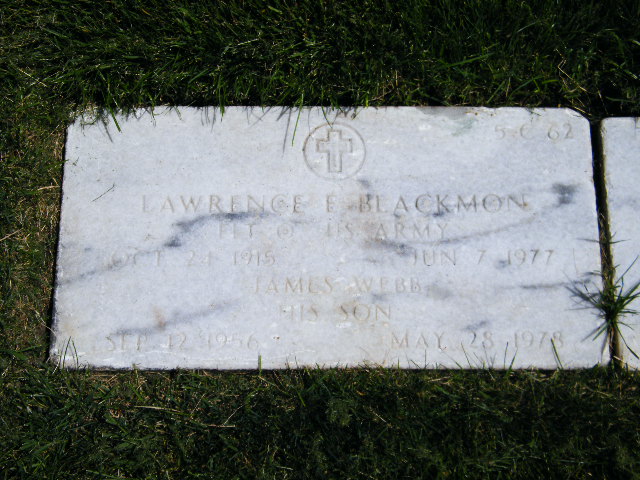 5-C 62
LAWRENCE E BLACKMON
FLT O US ARMY
OCT 21 1915 JUN 7 1977
JAMES WEBB
HIS SON
SEP 12 1956 MAY 28 1978